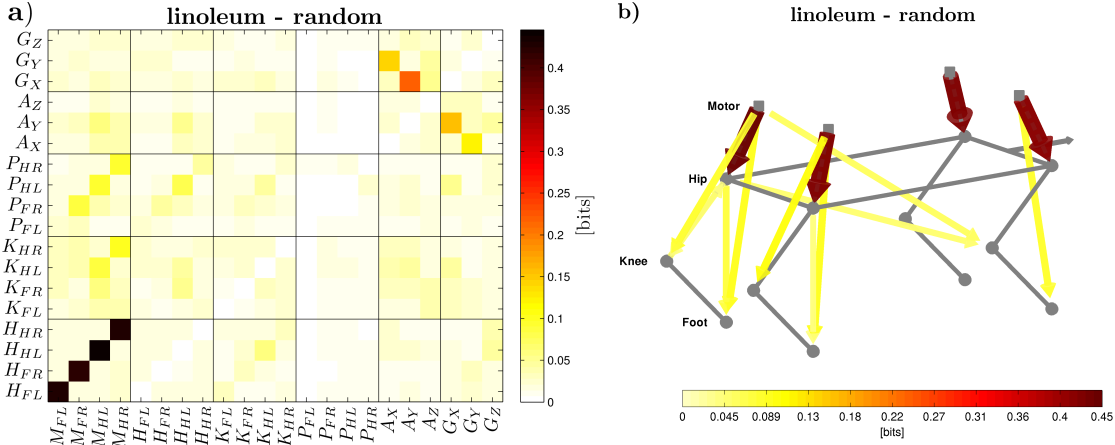 a)
linoleum - random
G_Z
G_Y
G_X
A_Z
A_Y
A_X
P_HR
P_HL
P_FR
P_FL
K_HR
K_HL
K_FR
K_FL
H_HR
H_HL
H_FR
H_FL
M_FL M_FR M_HL M_HR H_FL H_FR H_HL H_HR K_FL K_FR K_HL K_HR P_FL P_FR P_HL P_HR A_X A_Y A_Z G_X G_Y G_Z
0.4
0.35
0.3
0.25
0.2
0.15
0.1
0.05
0
[bits]
b)
linoleum - random
Motor
Hip
Knee
Foot
0 0.045 0.089 0.13 0.18 0.22 0.27 0.31 0.36 0.4 0.45
[bits]